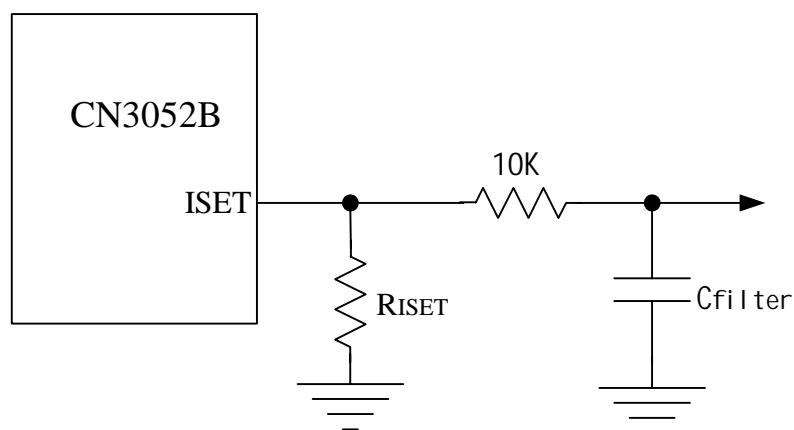 CN3052B
10K
ISET
RISET
Cfilter